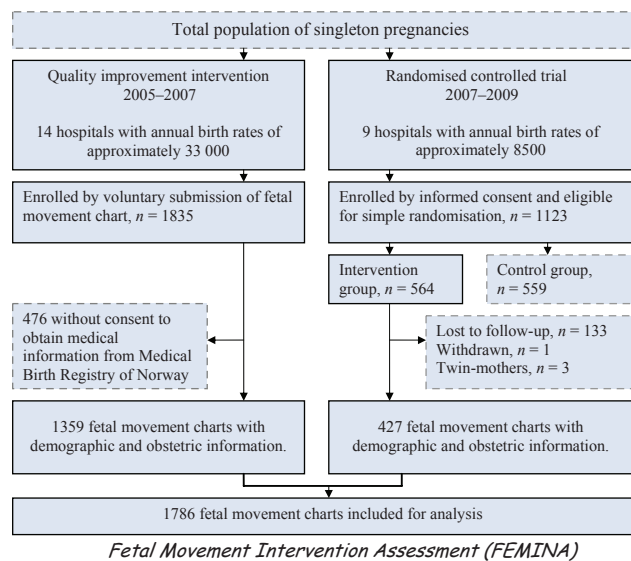 Total population of singleton pregnancies
Quality improvement intervention
2005–2007
14 hospitals with annual birth rates of
approximately 33 000
Randomised controlled trial
2007–2009
9 hospitals with annual birth rates of
approximately 8500
Enrolled by voluntary submission of fetal
movement chart, n = 1835
Enrolled by informed consent and eligible
for simple randomisation, n = 1123
Intervention
group, n = 564
Control group,
n = 559
476 without consent to
obtain medical
information from Medical
Birth Registry of Norway
Lost to follow-up, n = 133
Withdrawn, n = 1
Twin-mothers, n = 3
1359 fetal movement charts with
demographic and obstetric information.
427 fetal movement charts with
demographic and obstetric information.
1786 fetal movement charts included for analysis
Fetal Movement Intervention Assessment (FEMINA)